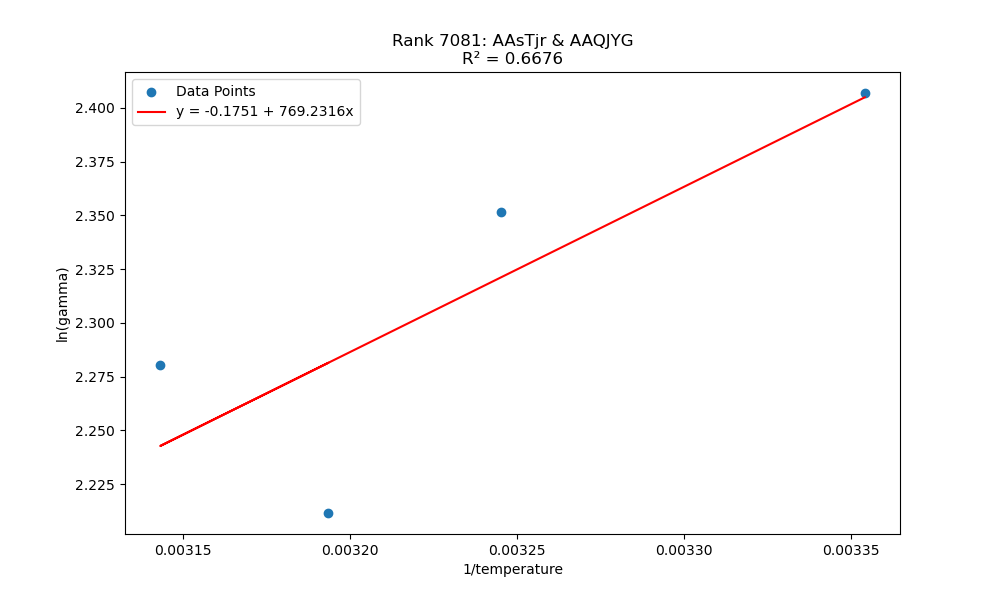 Rank 7081: AAsTjr & AAQJYG
R² = 0.6676
Data Points
y = -0.1751 + 769.2316x
2.400
2.375
2.350
2.325
2.300
2.275
2.250
2.225
ln(gamma)
0.00315
0.00320
0.00325
0.00330
0.00335
1/temperature